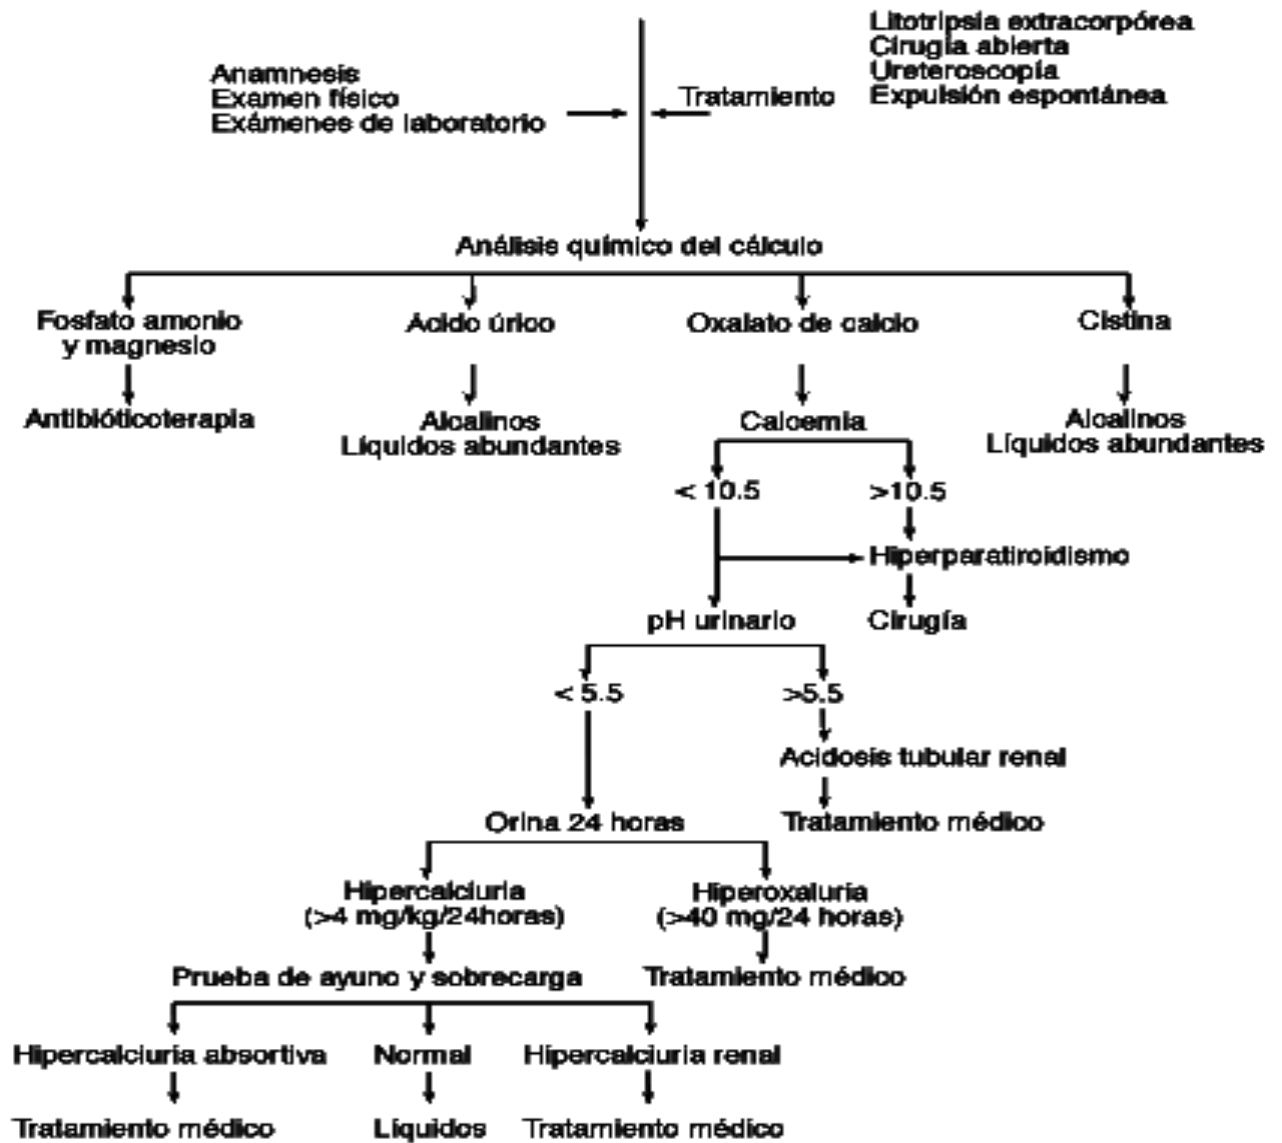 Litotripsia extracorpórea
Cirugía abierta
Ureteroscopía
Expulsión espontánea
Anamnesis
Examen físico
Exámenes de laboratorio
Tratamiento
Análisis químico del cálculo
Fosfato amonio
y magnesio
Acido úrico
Oxalato de calcio
Cistina
Antibióticoterapia
Alcalinos
Líquidos abundantes
Calcemia
Alcalinos
Líquidos abundantes
< 10.5
>10.5
Hiperparatiroidismo
pH urinario
Cirugía
< 5.5
>5.5
Acidosis tubular renal
Orina 24 horas
Tratamiento médico
Hipercalciuria
(>4 mg/kg/24horas)
Hiperoxaluria
(>40 mg/24 horas)
Prueba de ayuno y sobrecarga
Tratamiento médico
Hipercalciuria absortiva
Normal
Hipercalciuria renal
Tratamiento médico
Líquidos
Tratamiento médico